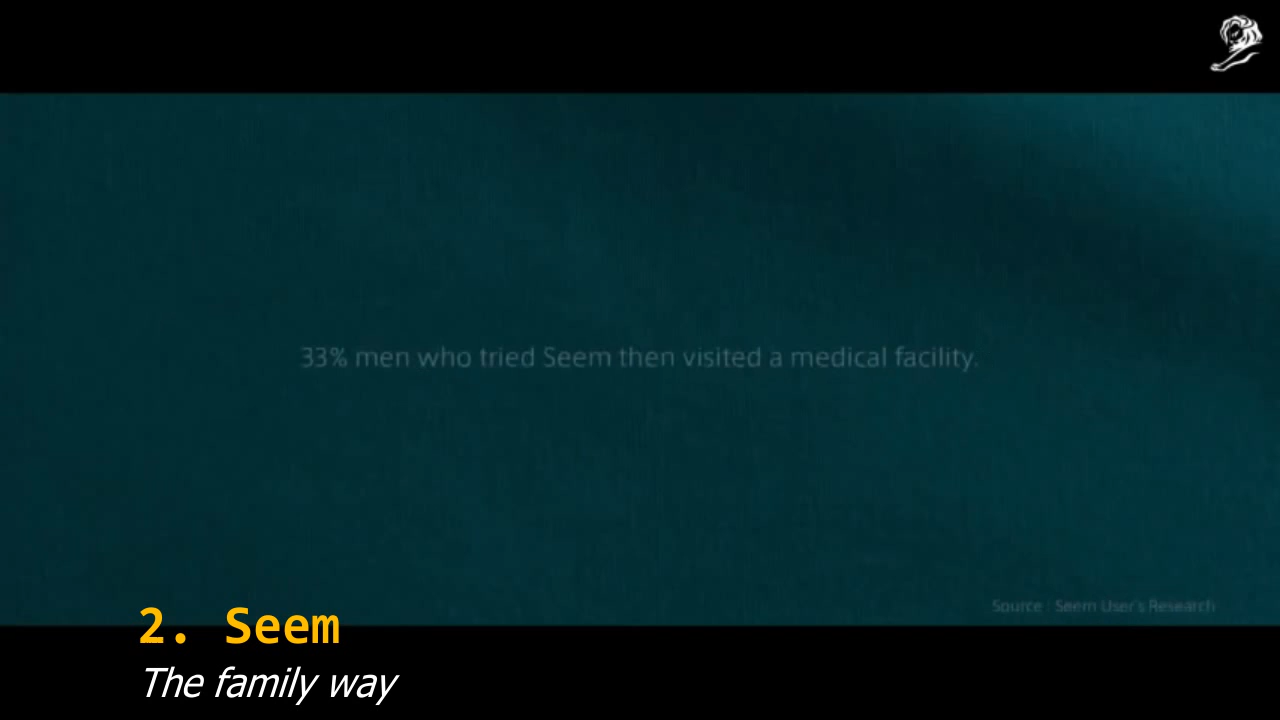 33% men who tried Seem then visited a medical facility.
Source : Seem User's Research
2. Seem
The family way